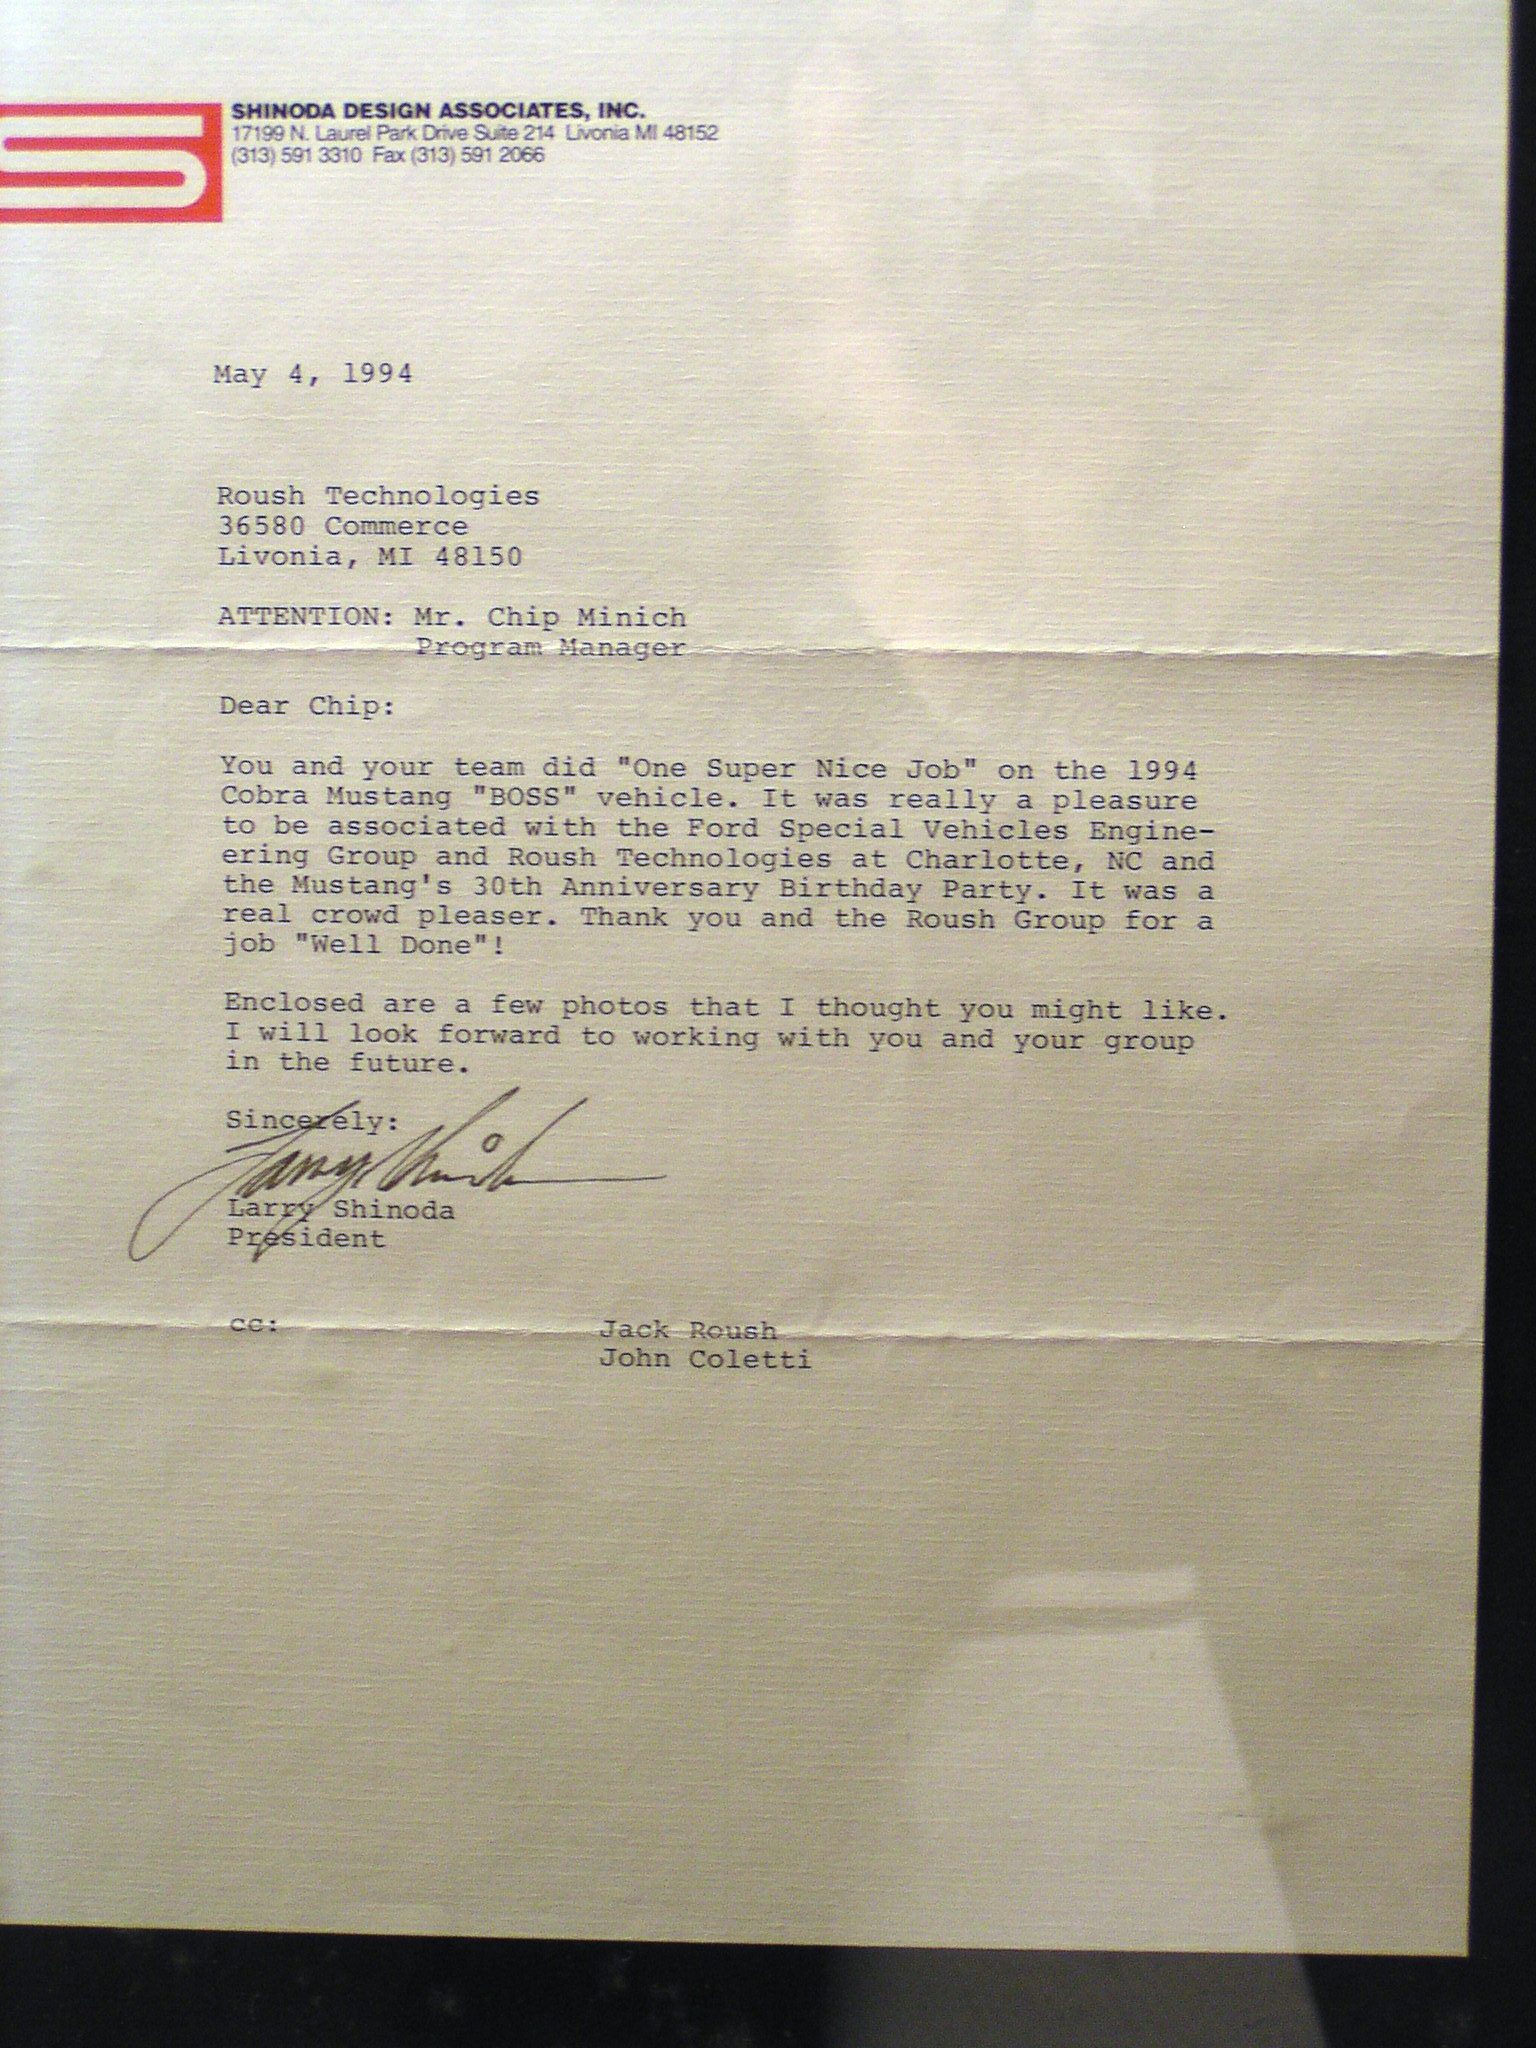 SHINODA DESIGN ASSOCIATES, INC.
17199 N. Laurel Park Drive Suite 214 Livonia MI 48152
(313) 591 3310 Fax (313) 591 2066
May 4, 1994
Roush Technologies
36580 Commerce
Livonia, MI 48150
ATTENTION: Mr. Chip Minich
Program Manager
Dear Chip:
You and your team did "One Super Nice Job" on the 1994
Cobra Mustang "BOSS" vehicle. It was really a pleasure
to be associated with the Ford Special Vehicles Engine-
ering Group and Roush Technologies at Charlotte, NC and
the Mustang's 30th Anniversary Birthday Party. It was a
real crowd pleaser. Thank you and the Roush Group for a
job "Well Done"!
Enclosed are a few photos that I thought you might like.
I will look forward to working with you and your group
in the future.
Sincerely:
Larry Shinoda
Larry Shinoda
President
cc: Jack Roush
John Coletti